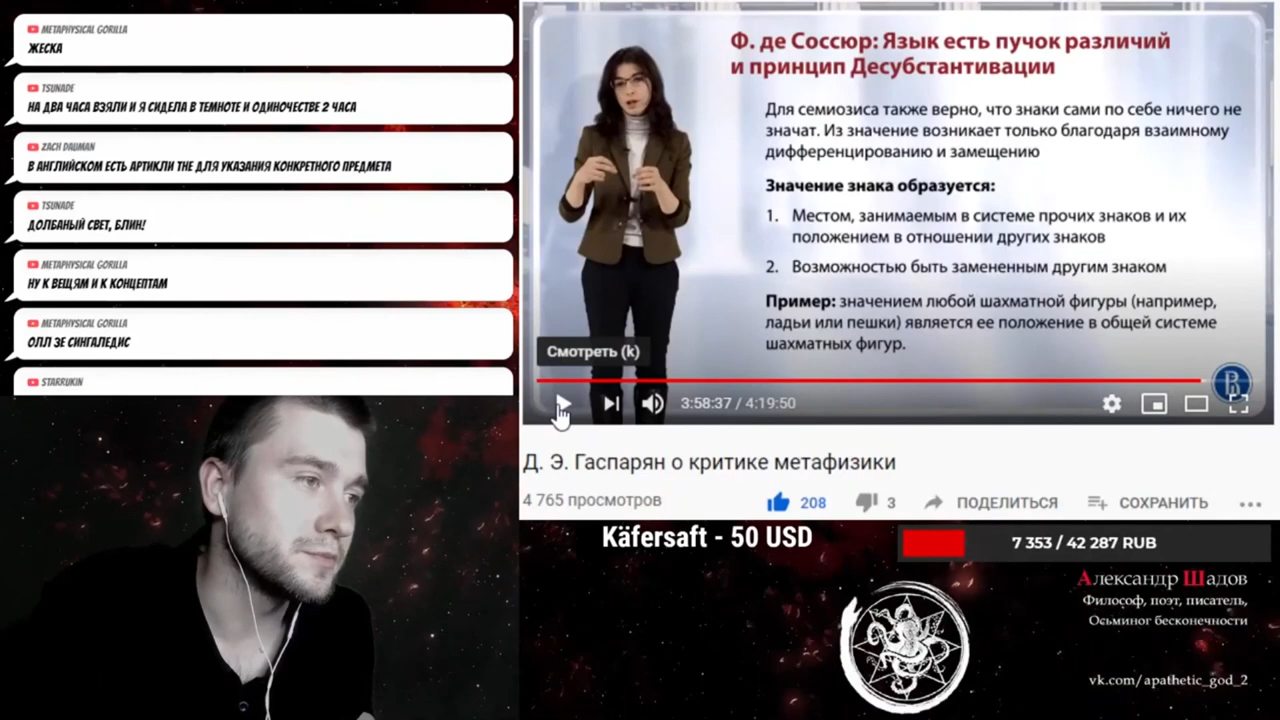 METAPHYSICAL GORILLA
ЖЕСКА
TSUNADE
НА ДВА ЧАСА ВЗЯЛИ И Я СИДЕЛА В ТЕМНОТЕ И ОДИНОЧЕСТВЕ 2 ЧАСА
ZACH DAUMAN
В АНГЛИЙСКОМ ЕСТЬ АРТИКЛИ THE ДЛЯ УКАЗАНИЯ КОНКРЕТНОГО ПРЕДМЕТА
TSUNADE
ДОЛБАНЫЙ СВЕТ, БЛИН!
METAPHYSICAL GORILLA
НУ К ВЕЩЯМ И К КОНЦЕПТАМ
METAPHYSICAL GORILLA
ОЛЛ ЗЕ СИНГАЛЕДИС
STARRUKIN
Ф. де Соссюр: Язык есть пучок различий
и принцип Десубстантивации
Для семиозиса также верно, что знаки сами по себе ничего не
значат. Из значение возникает только благодаря взаимному
дифференцированию и замещению
Значение знака образуется:
1. Местом, занимаемым в системе прочих знаков и их
положением в отношении других знаков
2. Возможностью быть замененным другим знаком
Пример: значением любой шахматной фигуры (например,
ладьи или пешки) является ее положение в общей системе
шахматных фигур.
Смотреть (k)
3:58:37 / 4:19:50
Д. Э. Гаспарян о критике метафизики
4 765 просмотров
208
3
ПОДЕЛИТЬСЯ
СОХРАНИТЬ
Käfersaft - 50 USD
7 353 / 42 287 RUB
Александр Шадов
Философ, поэт, писатель,
Осьминог бесконечности
vk.com/apathetic_god_2